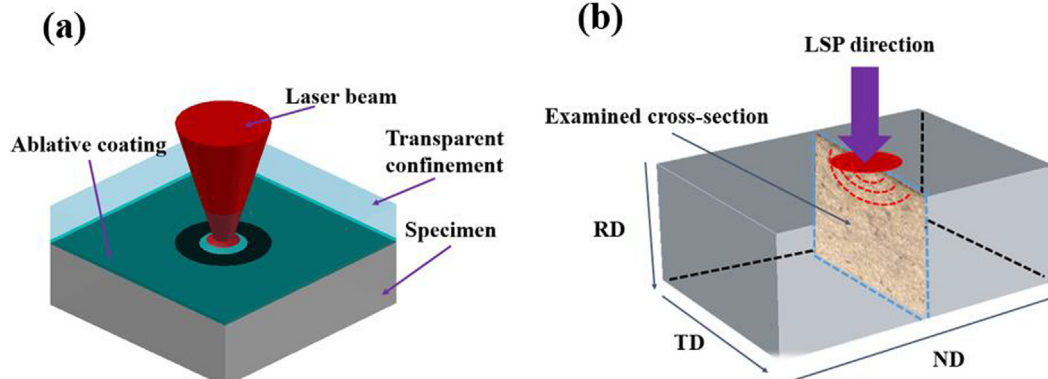 (a)
Laser beam
Ablative coating
Transparent
confinement
Specimen
(b)
LSP direction
Examined cross-section
RD
TD
ND